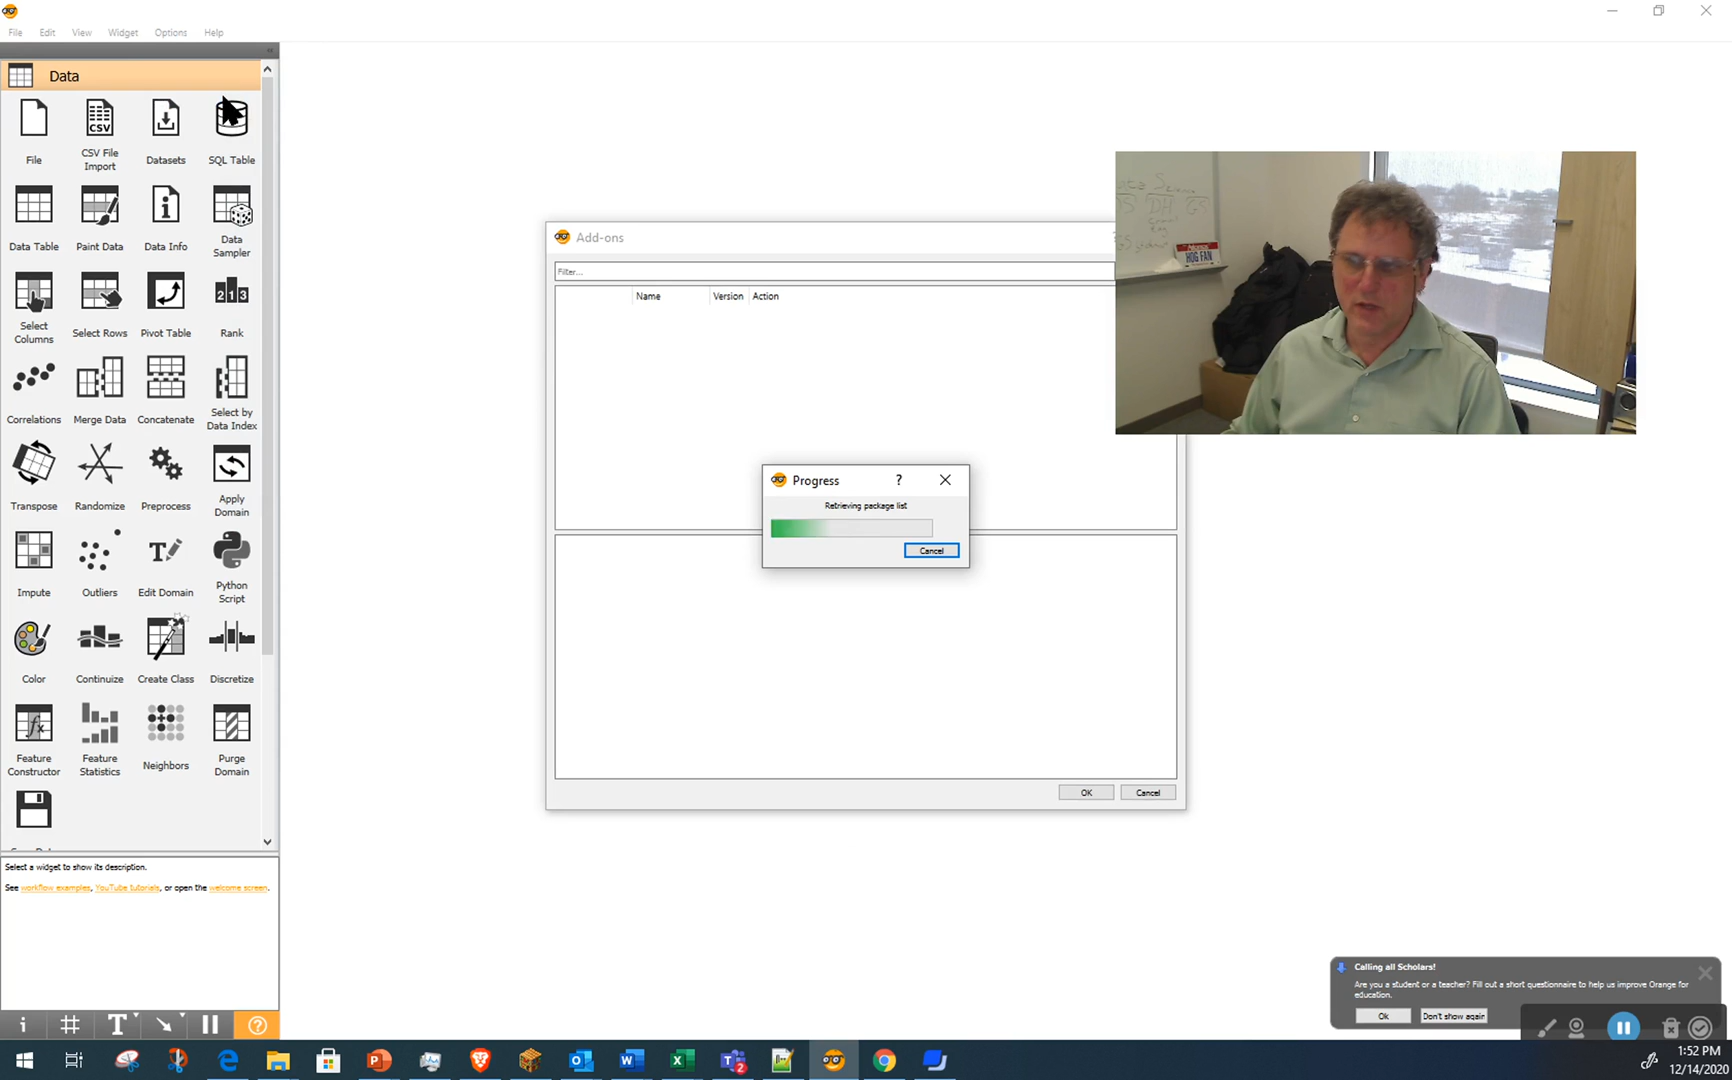 File Edit View Widget Options Help
Data
File
CSV File
Import
Datasets
SQL Table
Data Table
Paint Data
Data Info
Data
Sampler
Select
Columns
Select Rows
Pivot Table
Rank
Correlations
Merge Data
Concatenate
Select by
Data Index
Transpose
Randomize
Preprocess
Apply
Domain
Impute
Outliers
Edit Domain
Python
Script
Color
Continuize
Create Class
Discretize
Feature
Constructor
Feature
Statistics
Neighbors
Purge
Domain
Select a widget to show its description.
See workflow examples, YouTube tutorials, or open the welcome screen.
Add-ons
Filter...
Name Version Action
Progress
Retrieving package list
Cancel
OK Cancel
HOG FAN
Calling all Scholars!
Are you a student or a teacher? Fill out a short questionnaire to help us improve Orange for
education.
Ok Don't show again
1:52 PM
12/14/2020